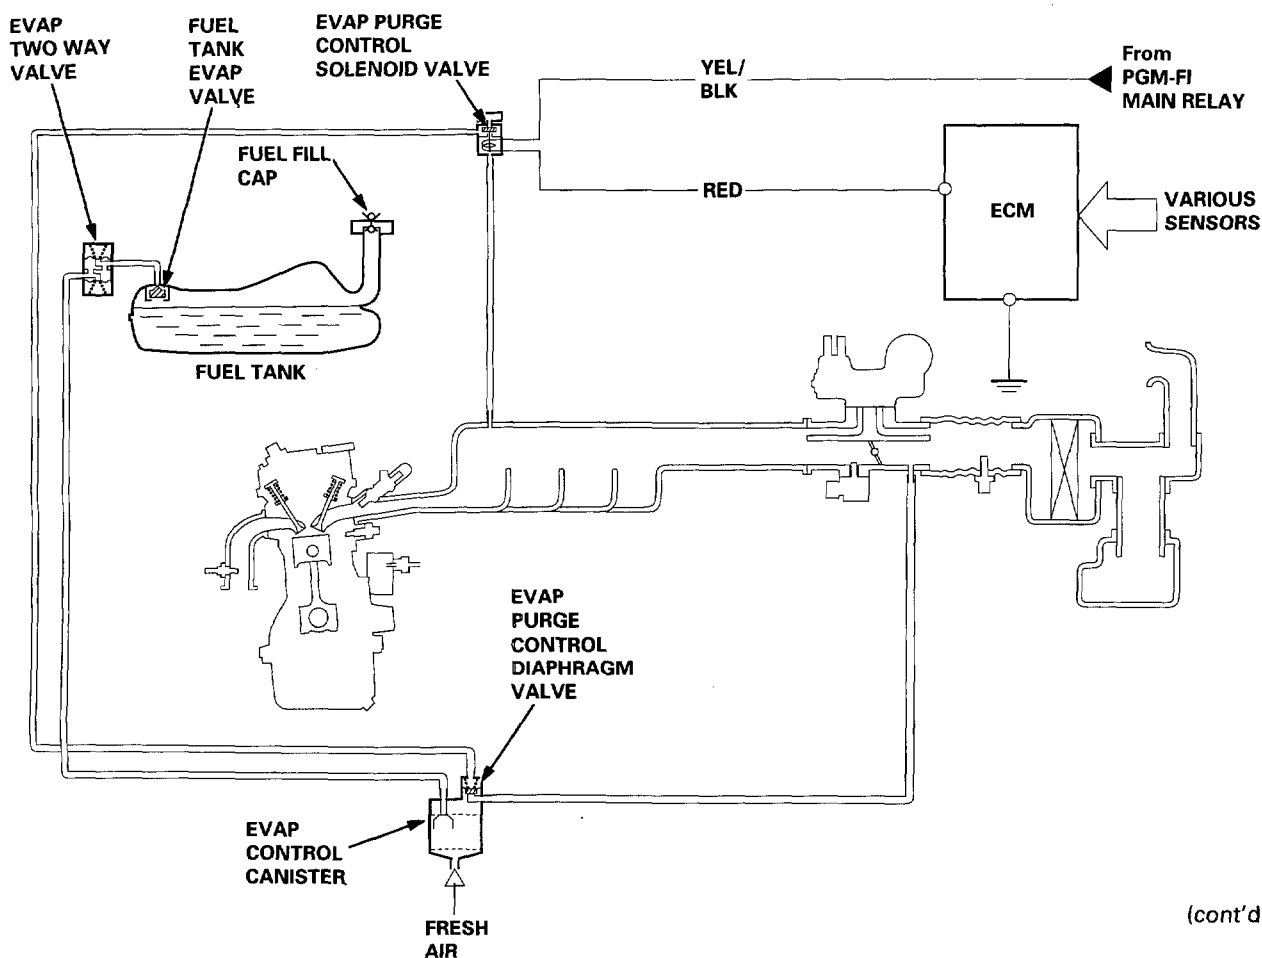 EVAP
TWO WAY
VALVE
FUEL
TANK
EVAP
VALVE
EVAP PURGE
CONTROL
SOLENOID VALVE
YEL/
BLK
From
PGM-FI
MAIN RELAY
FUEL FILL
CAP
RED
ECM
VARIOUS
SENSORS
FUEL TANK
EVAP
PURGE
CONTROL
DIAPHRAGM
VALVE
EVAP
CONTROL
CANISTER
FRESH
AIR
(cont'd